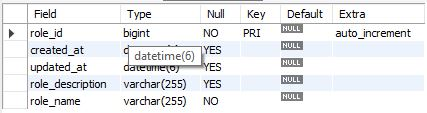 Field Type Null Key Default Extra
role_id bigint NO PRI NULL auto_increment
created_at YES NULL
datetime(6)
updated_at datetime(6) YES NULL
role_description varchar(255) YES NULL
role_name varchar(255) NO NULL